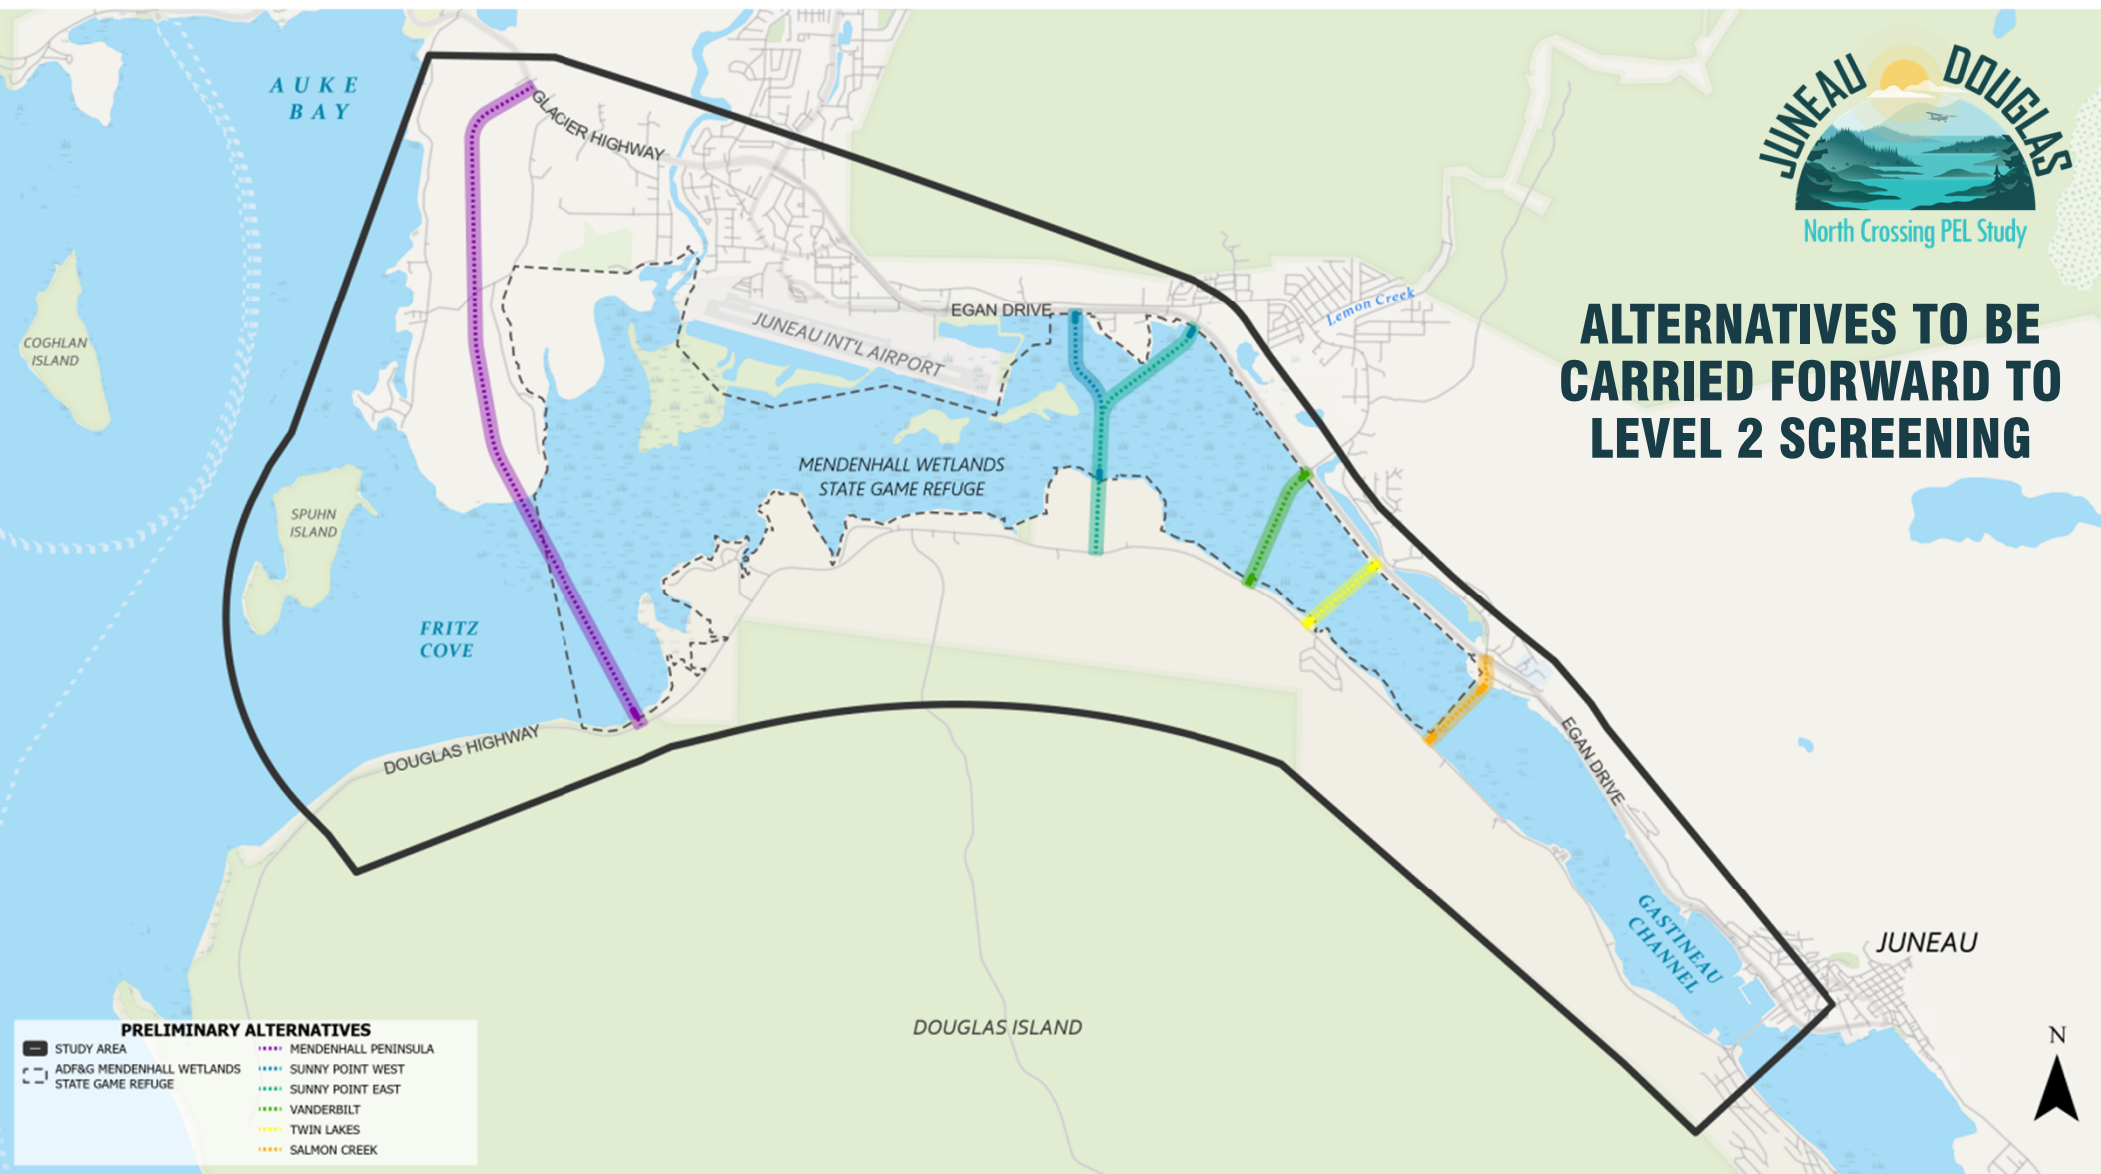 AUKE
BAY
GLACIER HIGHWAY
JUNEAU DOUGLAS
North Crossing PEL Study
ALTERNATIVES TO BE
CARRIED FORWARD TO
LEVEL 2 SCREENING
COGHLAN
ISLAND
EGAN DRIVE
Lemon Creek
JUNEAU INT'L AIRPORT
MENDENHALL WETLANDS
STATE GAME REFUGE
SPUHN
ISLAND
FRITZ
COVE
DOUGLAS HIGHWAY
EGAN DRIVE
GASTINEAU
CHANNEL
JUNEAU
DOUGLAS ISLAND
N
PRELIMINARY ALTERNATIVES
STUDY AREA
ADF&G MENDENHALL WETLANDS
STATE GAME REFUGE
MENDENHALL PENINSULA
SUNNY POINT WEST
SUNNY POINT EAST
VANDERBILT
TWIN LAKES
SALMON CREEK